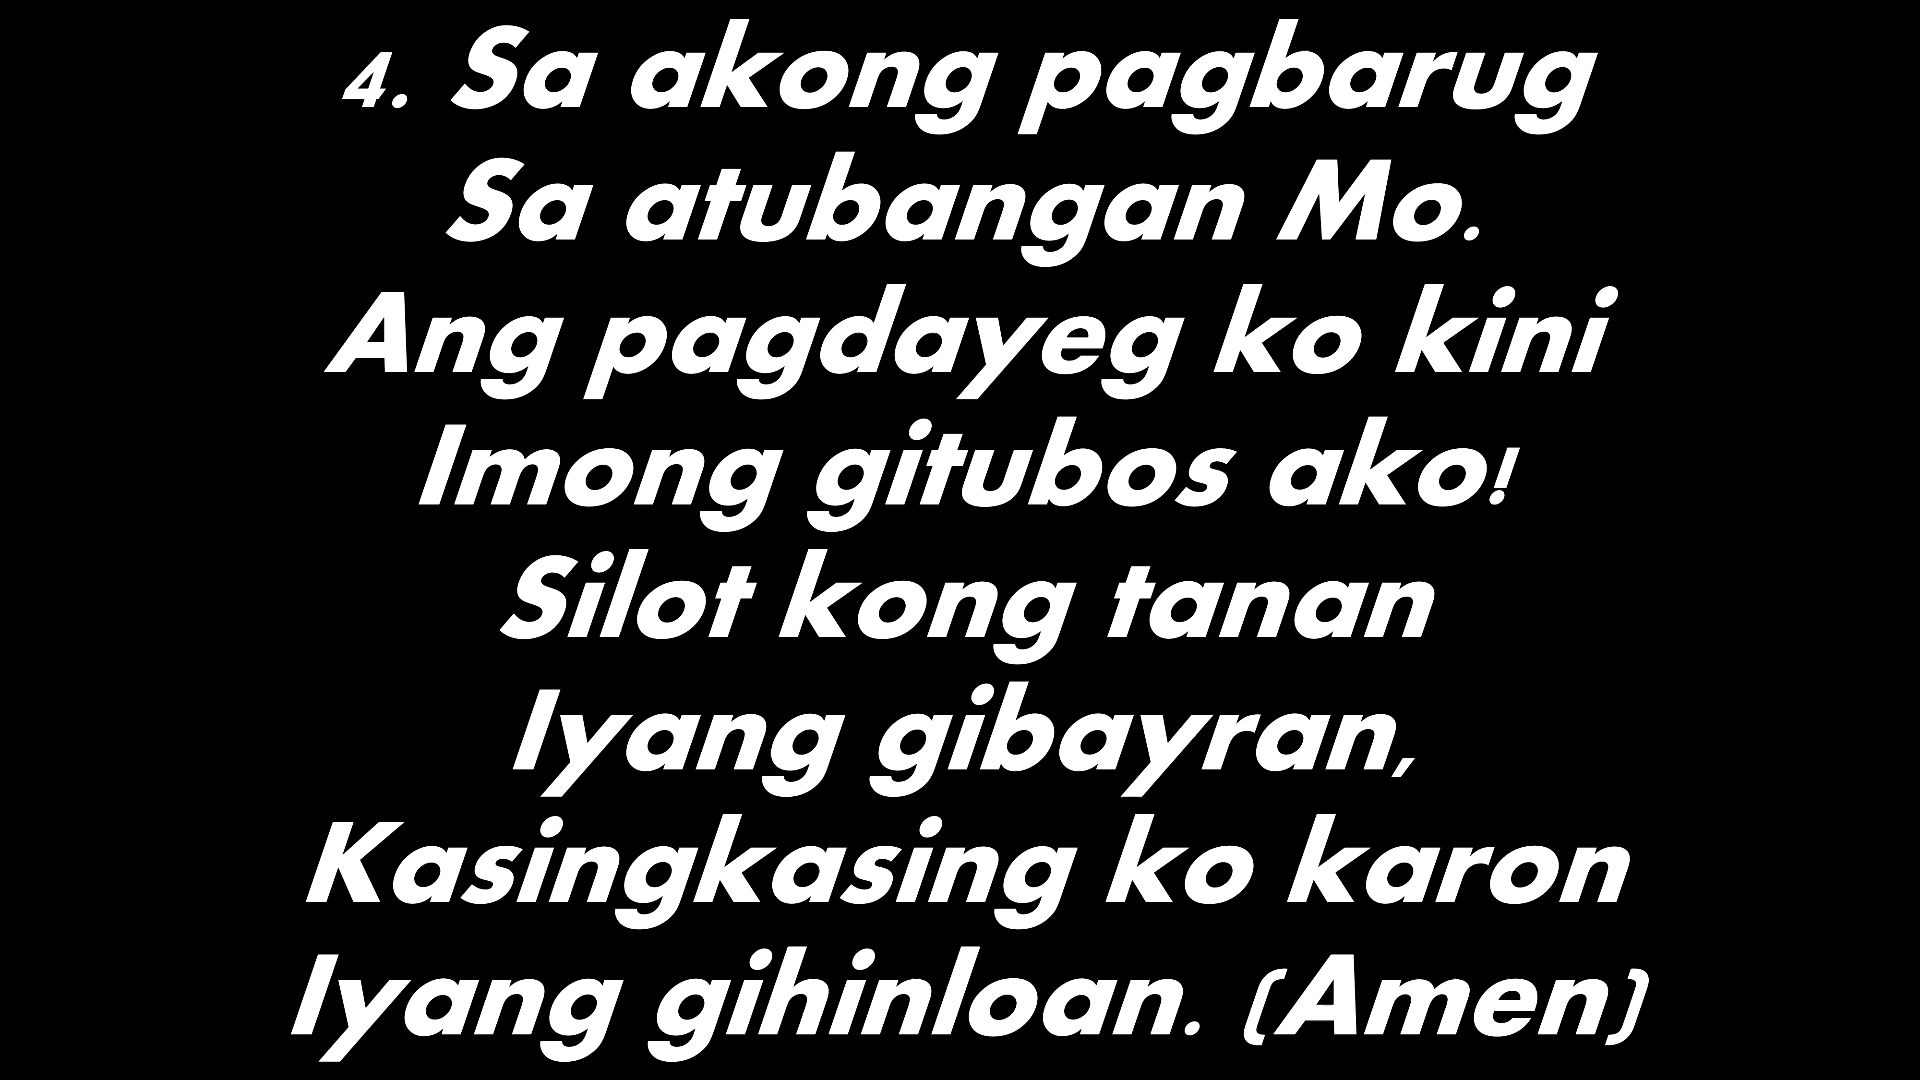 4. Sa akong pagbarug
Sa atubangan Mo.
Ang pagdayeg ko kini
Imong gitubos ako!
Silot kong tanan
Iyang gibayran,
Kasingkasing ko karon
Iyang gihinloan. (Amen)